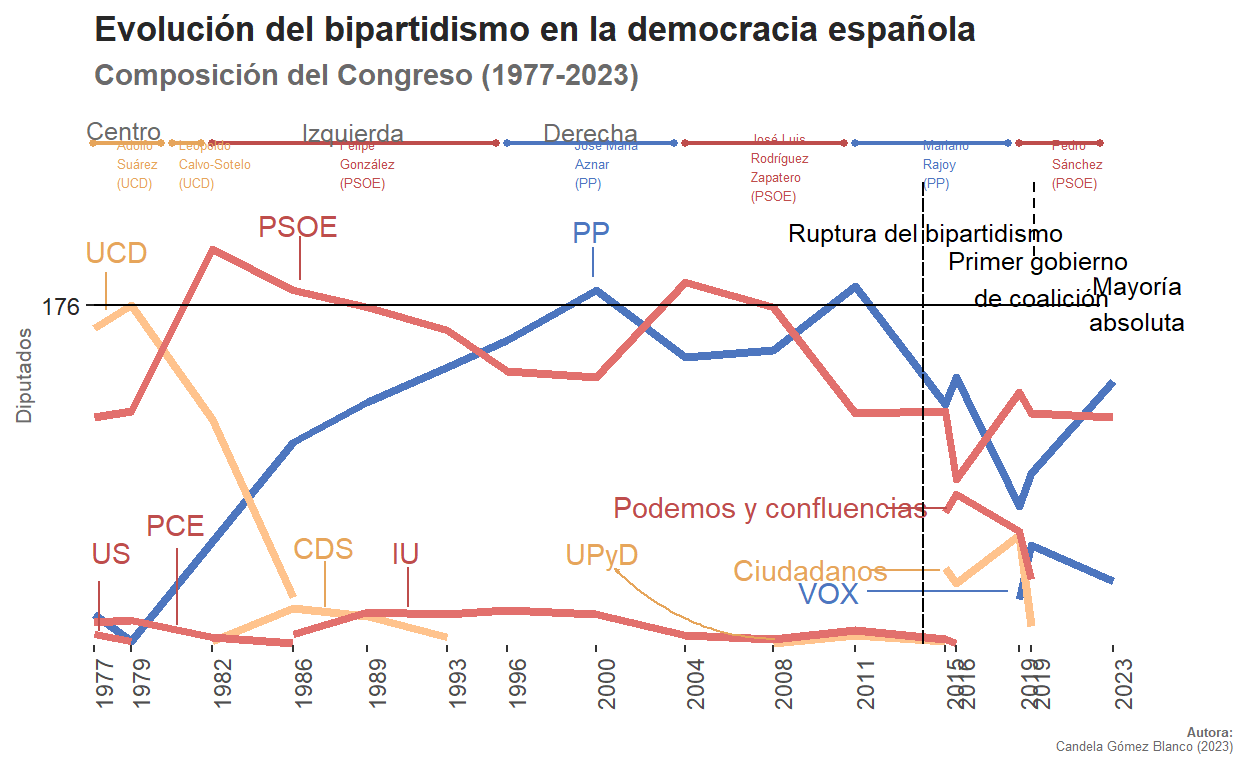 Evolución del bipartidismo en la democracia española
Composición del Congreso (1977-2023)
Centro
Izquierda
Derecha
Adolfo
Suárez
(UCD)
Leopoldo
Calvo-Sotelo
(UCD)
Felipe
González
(PSOE)
José María
Aznar
(PP)
José Luis
Rodríguez
Zapatero
(PSOE)
Mariano
Rajoy
(PP)
Pedro
Sánchez
(PSOE)
UCD
PSOE
PP
Ruptura del bipartidismo
Primer gobierno
de coalición
Mayoría
absoluta
176
Diputados
US
PCE
CDS
IU
UPyD
Podemos y confluencias
Ciudadanos
VOX
1977
1979
1982
1986
1989
1993
1996
2000
2004
2008
2011
2015
2016
2019
2019
2023
Autora:
Candela Gómez Blanco (2023)